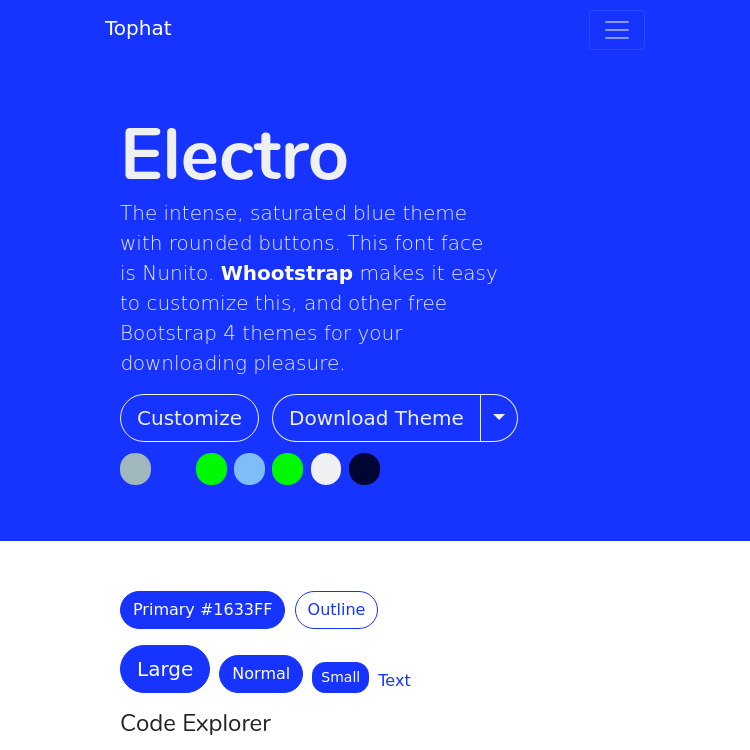 Tophat
Electro
The intense, saturated blue theme
with rounded buttons. This font face
is Nunito. Whootstrap makes it easy
to customize this, and other free
Bootstrap 4 themes for your
downloading pleasure.
Customize Download Theme
Primary #1633FF Outline
Large Normal Small Text
Code Explorer